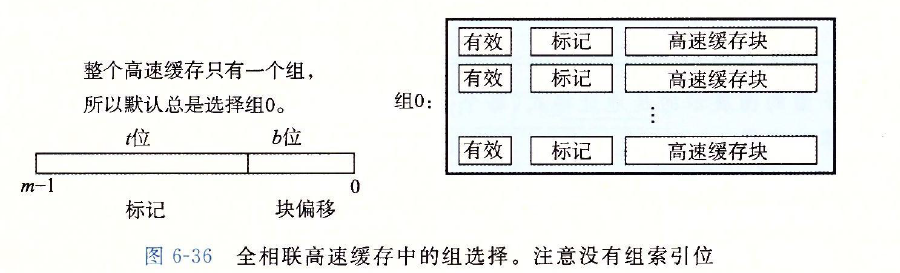 整个高速缓存只有一个组，
所以默认总是选择组0。
t位 b位
m−1 0
标记 块偏移
组0：
有效 标记 高速缓存块
有效 标记 高速缓存块
⋮
有效 标记 高速缓存块
图 6-36 全相联高速缓存中的组选择。注意没有组索引位